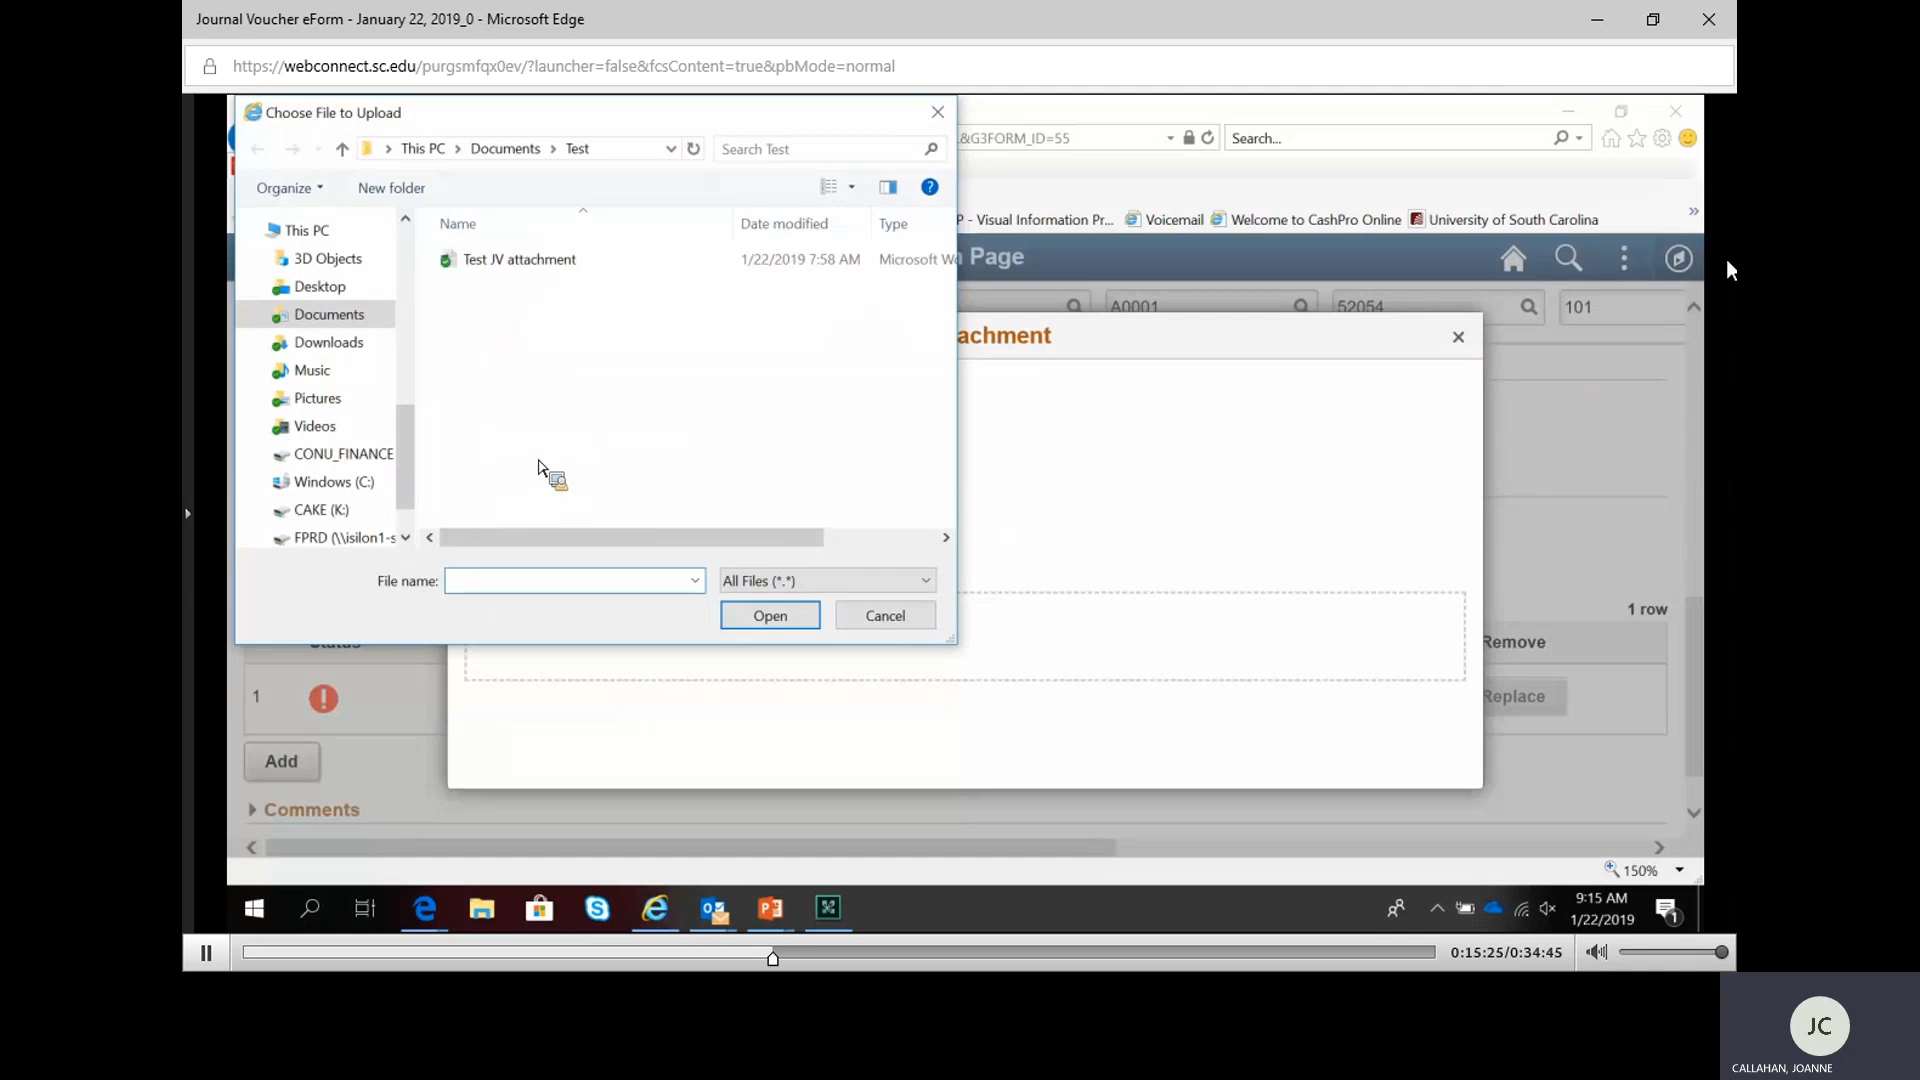 Journal Voucher eForm - January 22, 2019_0 - Microsoft Edge
https://webconnect.sc.edu/purgsmfqx0ev/?launcher=false&fcsContent=true&pbMode=normal
Choose File to Upload
This PC > Documents > Test
Search Test
&G3FORM_ID=55
Search...
Organize
New folder
P - Visual Information Pr...
Voicemail
Welcome to CashPro Online
University of South Carolina
Name
Date modified
Type
This PC
3D Objects
Desktop
Documents
Downloads
Music
Pictures
Videos
CONU_FINANCE
Windows (C:)
CAKE (K:)
FPRD (\\isilon1-s
Test JV attachment
1/22/2019 7:58 AM
Microsoft Wo
Page
A0001
52054
101
achment
File name:
All Files (*.*)
Open
Cancel
1 row
Status
Remove
1
Replace
Add
Comments
150%
9:15 AM
1/22/2019
1
0:15:25/0:34:45
JC
CALLAHAN, JOANNE